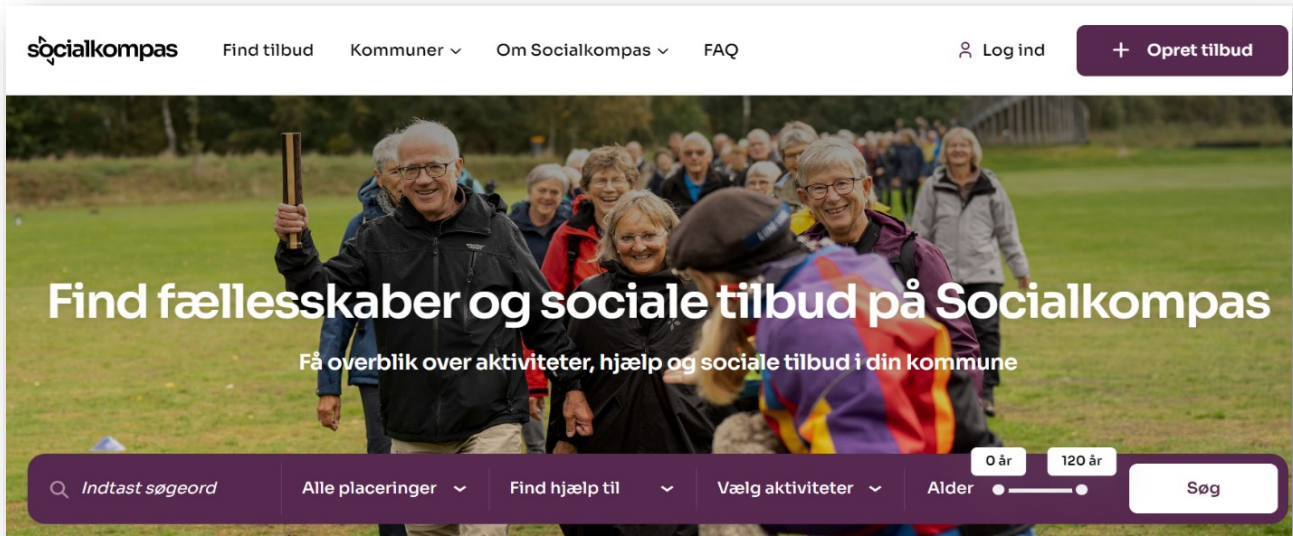 socialkompas
Find tilbud
Kommuner
Om Socialkompas
FAQ
Log ind
+ Opret tilbud
Find fællesskaber og sociale tilbud på Socialkompas
Få overblik over aktiviteter, hjælp og sociale tilbud i din kommune
0 år
120 år
Indtast søgeord
Alle placeringer
Find hjælp til
Vælg aktiviteter
Alder
Søg